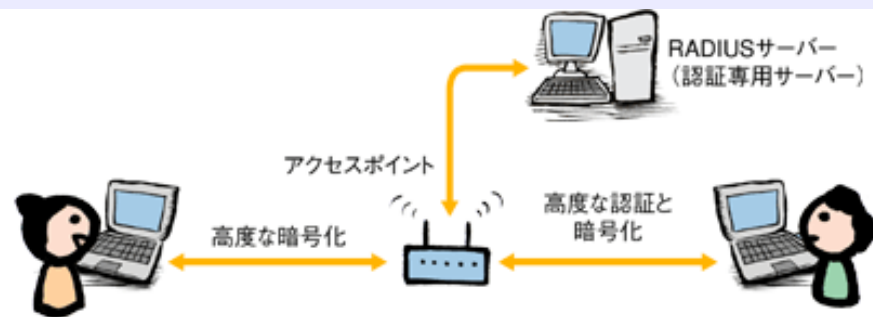 RADIUSサーバー
（認証専用サーバー）
アクセスポイント
高度な暗号化
高度な認証と
暗号化